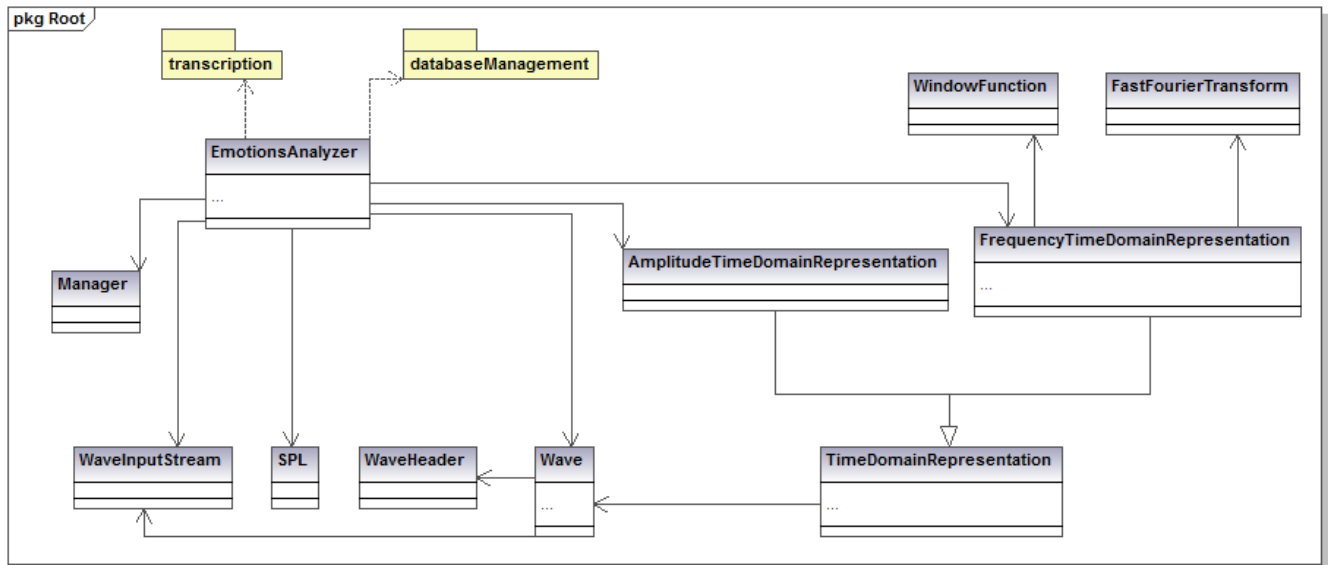 pkg Root
transcription
databaseManagement
WindowFunction
FastFourierTransform
EmotionsAnalyzer
...
FrequencyTimeDomainRepresentation
...
AmplitudeTimeDomainRepresentation
Manager
WaveInputStream
SPL
WaveHeader
Wave
...
TimeDomainRepresentation
...